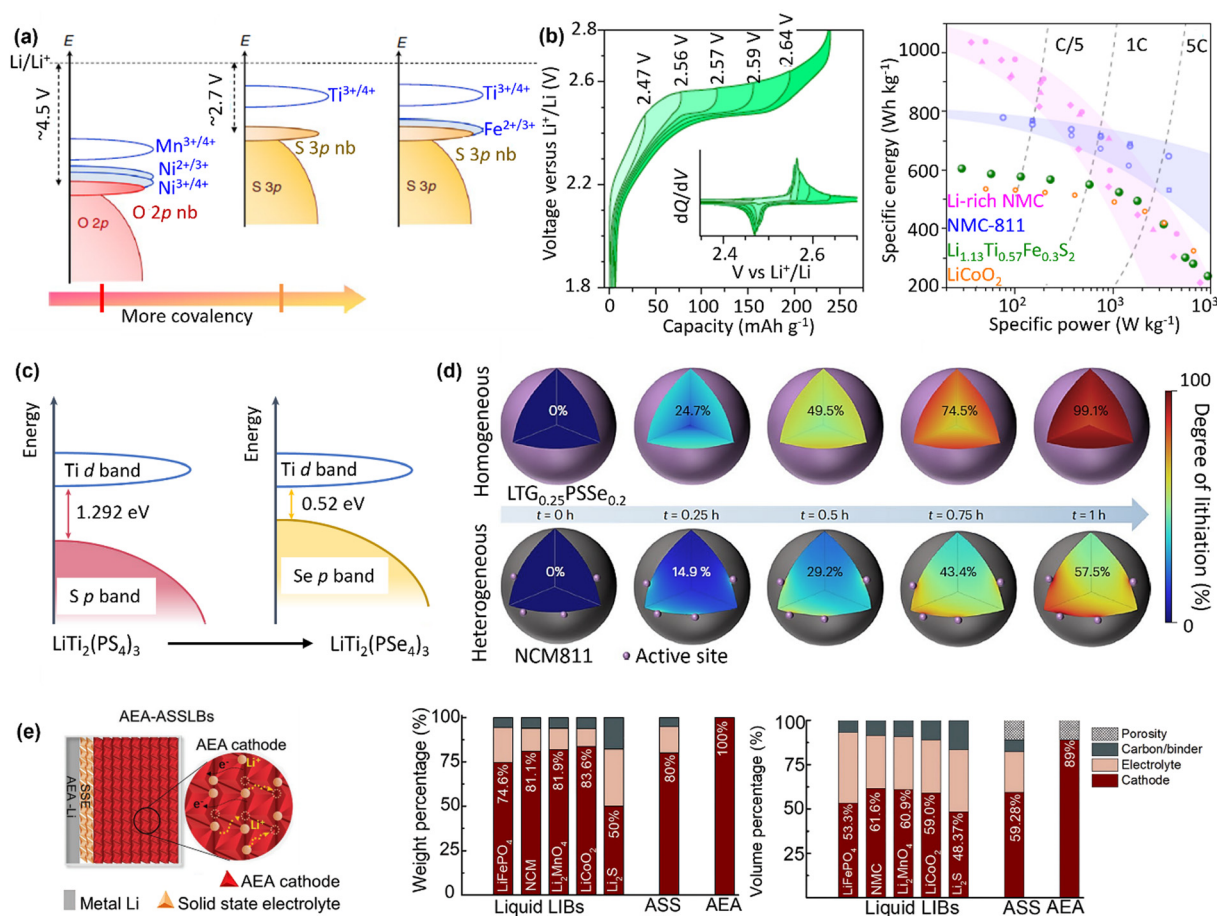 (a)
E
E
E
Li/Li⁺
~4.5 V
~2.7 V
Mn³⁺/⁴⁺
Ni²⁺/³⁺
Ni³⁺/⁴⁺
O 2p nb
O 2p
Ti³⁺/⁴⁺
S 3p nb
S 3p
Ti³⁺/⁴⁺
Fe²⁺/³⁺
S 3p nb
S 3p
More covalency
(b)
Voltage versus Li⁺/Li (V)
2.8
2.6
2.2
1.8
2.47 V
2.56 V
2.57 V
2.59 V
2.64 V
dQ/dV
2.4
2.6
V vs Li⁺/Li
0 50 100 150 200 250
Capacity (mAh g⁻¹)
Specific energy (Wh kg⁻¹)
1000
800
600
400
200
C/5
1C
5C
Li-rich NMC
NMC-811
Li₁.₁₃Ti₀.₅₇Fe₀.₃S₂
LiCoO₂
10² 10³ 10³
Specific power (W kg⁻¹)
(c)
Energy
Ti d band
1.292 eV
S p band
LiTi₂(PS₄)₃
Energy
Ti d band
0.52 eV
Se p band
LiTi₂(PSe₄)₃
(d)
Homogeneous
0%
24.7%
49.5%
74.5%
99.1%
LTG₀.₂₅PSSe₀.₂
t = 0 h
t = 0.25 h
t = 0.5 h
t = 0.75 h
t = 1 h
Heterogeneous
0%
14.9 %
29.2%
43.4%
57.5%
NCM811
Active site
100
Degree of lithiation (%)
0
(e)
AEA-ASSLBs
AEA cathode
AEA-Li
SSE
e⁻
Li⁺
e⁻
Li⁺
AEA cathode
Metal Li
Solid state electrolyte
Weight percentage (%)
100
75
50
25
74.6%
81.1%
81.9%
83.6%
50%
80%
100%
LiFePO₄
NCM
Li₂MnO₄
LiCoO₂
Li₂S
Liquid LIBs
ASS
AEA
Volume percentage (%)
100
75
50
25
53.3%
61.6%
60.9%
59.0%
48.37%
59.28%
89%
LiFePO₄
NMC
Li₂MnO₄
LiCoO₂
Li₂S
Liquid LIBs
ASS
AEA
Porosity
Carbon/binder
Electrolyte
Cathode